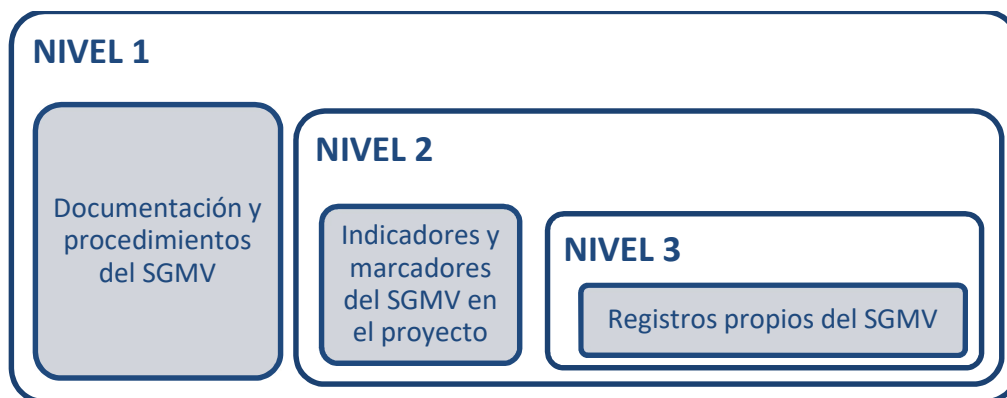 NIVEL 1
Documentación y
procedimientos
del SGMV
NIVEL 2
Indicadores y
marcadores
del SGMV en
el proyecto
NIVEL 3
Registros propios del SGMV